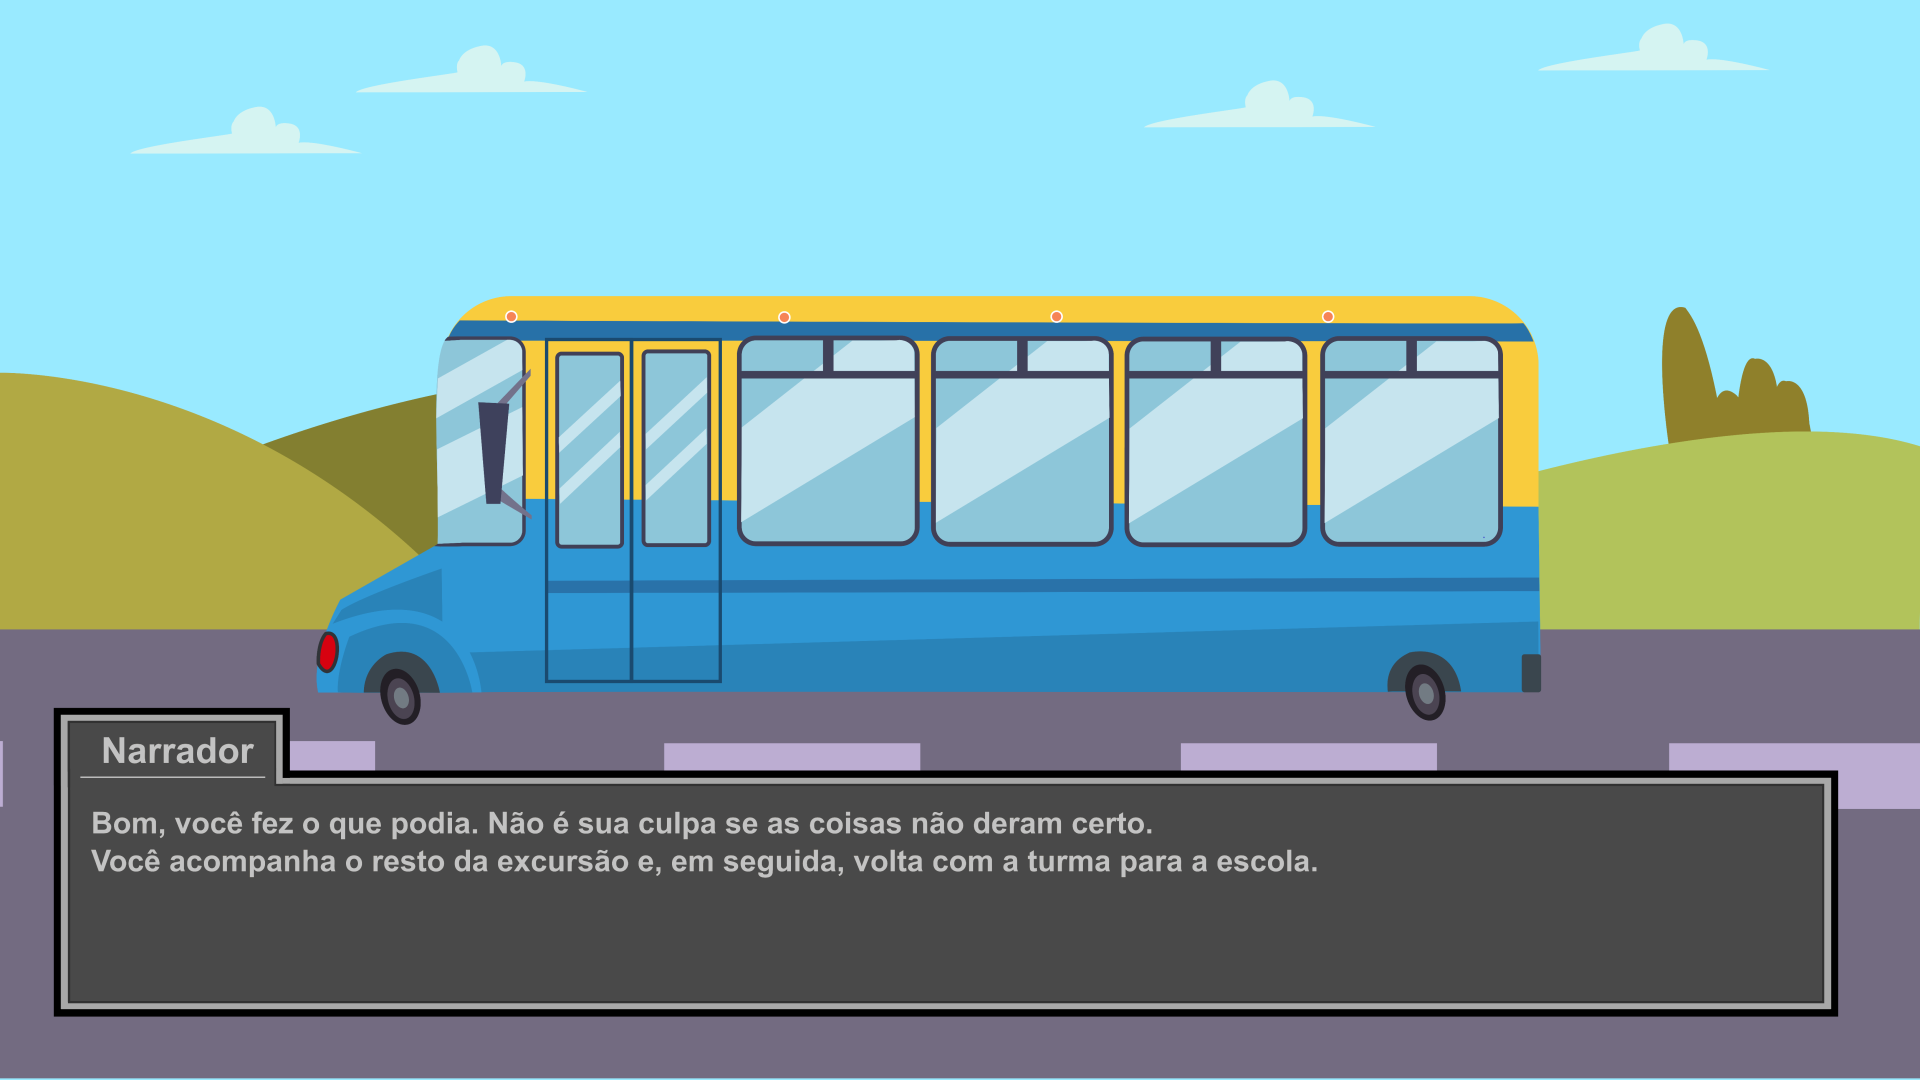 Narrador
Bom, você fez o que podia. Não é sua culpa se as coisas não deram certo.
Você acompanha o resto da excursão e, em seguida, volta com a turma para a escola.